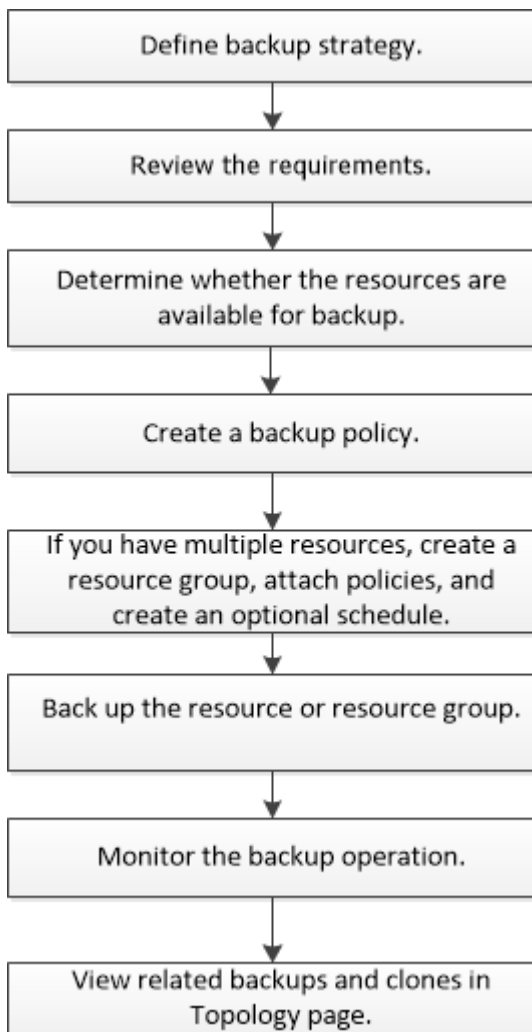 Define backup strategy.
Review the requirements.
Determine whether the resources are
available for backup.
Create a backup policy.
If you have multiple resources, create a
resource group, attach policies, and
create an optional schedule.
Back up the resource or resource group.
Monitor the backup operation.
View related backups and clones in
Topology page.